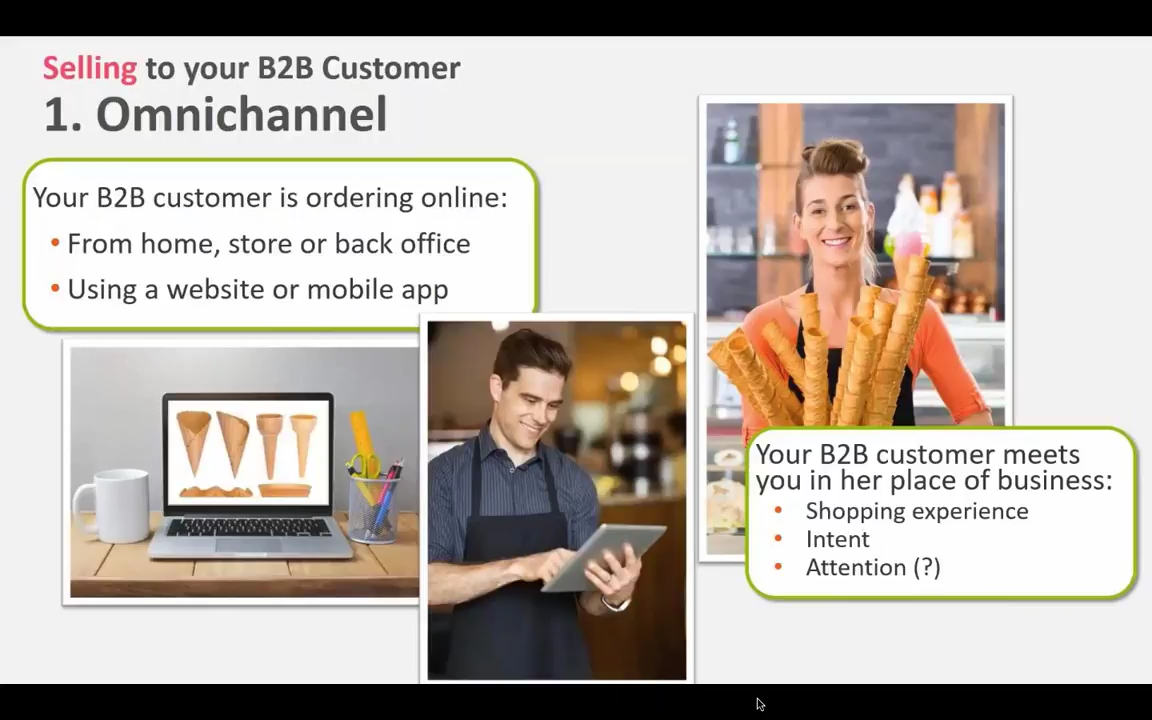 Selling to your B2B Customer
1. Omnichannel
Your B2B customer is ordering online:
• From home, store or back office
• Using a website or mobile app
Your B2B customer meets
you in her place of business:
• Shopping experience
• Intent
• Attention (?)